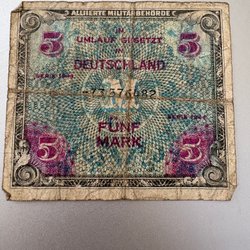 ALLIIERTE MILITÄRBEHÖRDE
IN
UMLAUF GESETZT
IN
5 5
DEUTSCHLAND
SERIE 1944
FÜNF
MARK
SERIE 1944
5 5